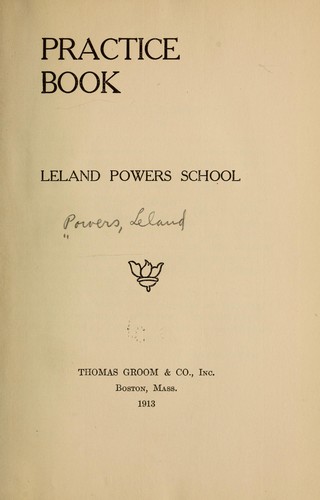 PRACTICE
BOOK
LELAND POWERS SCHOOL
Powers, Leland
THOMAS GROOM & CO., INC.
BOSTON, MASS.
1913